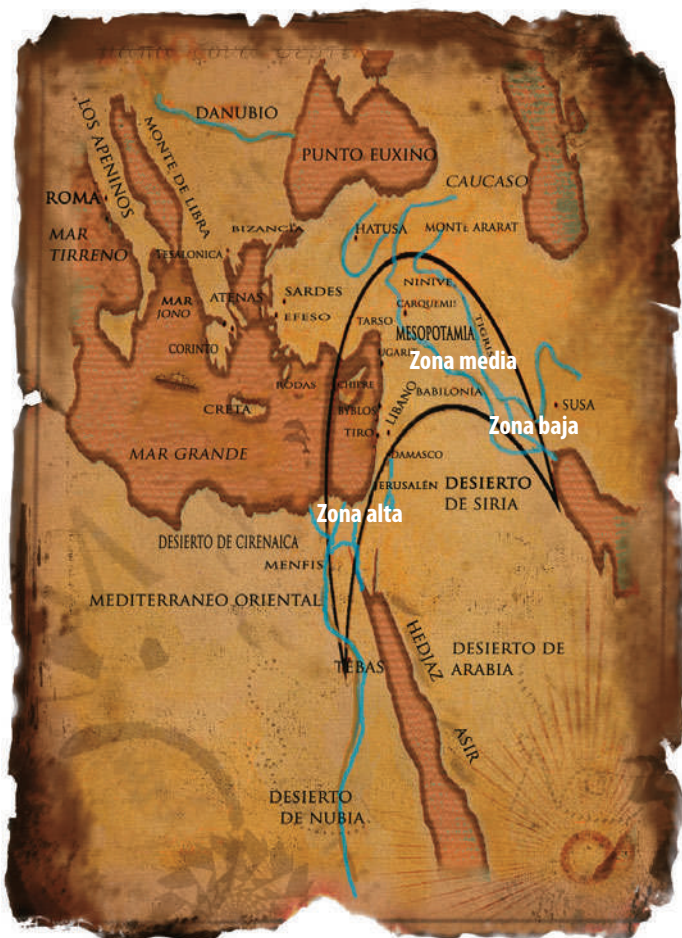 DANUBIO
LOS APENINOS
MONTE DE LIBRA
PUNTO EUXINO
CAUCASO
ROMA
MAR
TIRRENO
BIZANCIA
HATUSA
MONTE ARARAT
TESALONICA
NINIVE
MAR
JONO
ATENAS
SARDES
CARQUEMIS
EFESO
TARSO
TIGRIS
MESOPOTAMIA
CORINTO
UGARI
Zona media
RODAS
CHIPRE
BABILONIA
CRETA
BYBLOS
LIBANO
SUSA
Zona baja
TIRO
MAR GRANDE
DAMASCO
JERUSALÉN
DESIERTO
DE SIRIA
Zona alta
DESIERTO DE CIRENAICA
MENFIS
MEDITERRANEO ORIENTAL
HEDJAZ
DESIERTO DE
ARABIA
TEBAS
ASIR
DESIERTO
DE NUBIA